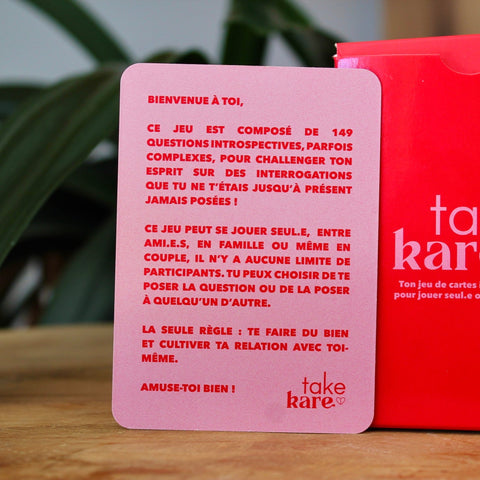 BIENVENUE À TOI,
CE JEU EST COMPOSÉ DE 149
QUESTIONS INTROSPECTIVES, PARFOIS
COMPLEXES, POUR CHALLENGER TON
ESPRIT SUR DES INTERROGATIONS
QUE TU NE T'ÉTAIS JUSQU'À PRÉSENT
JAMAIS POSÉES !
CE JEU PEUT SE JOUER SEUL.E, ENTRE
AMI.E.S, EN FAMILLE OU MÊME EN
COUPLE, IL N'Y A AUCUNE LIMITE DE
PARTICIPANTS. TU PEUX CHOISIR DE TE
POSER LA QUESTION OU DE LA POSER
À QUELQU'UN D'AUTRE.
LA SEULE RÈGLE : TE FAIRE DU BIEN
ET CULTIVER TA RELATION AVEC TOI-
MÊME.
AMUSE-TOI BIEN !
take
kare
ta
kare
Ton jeu de cartes
pour jouer seul.e o